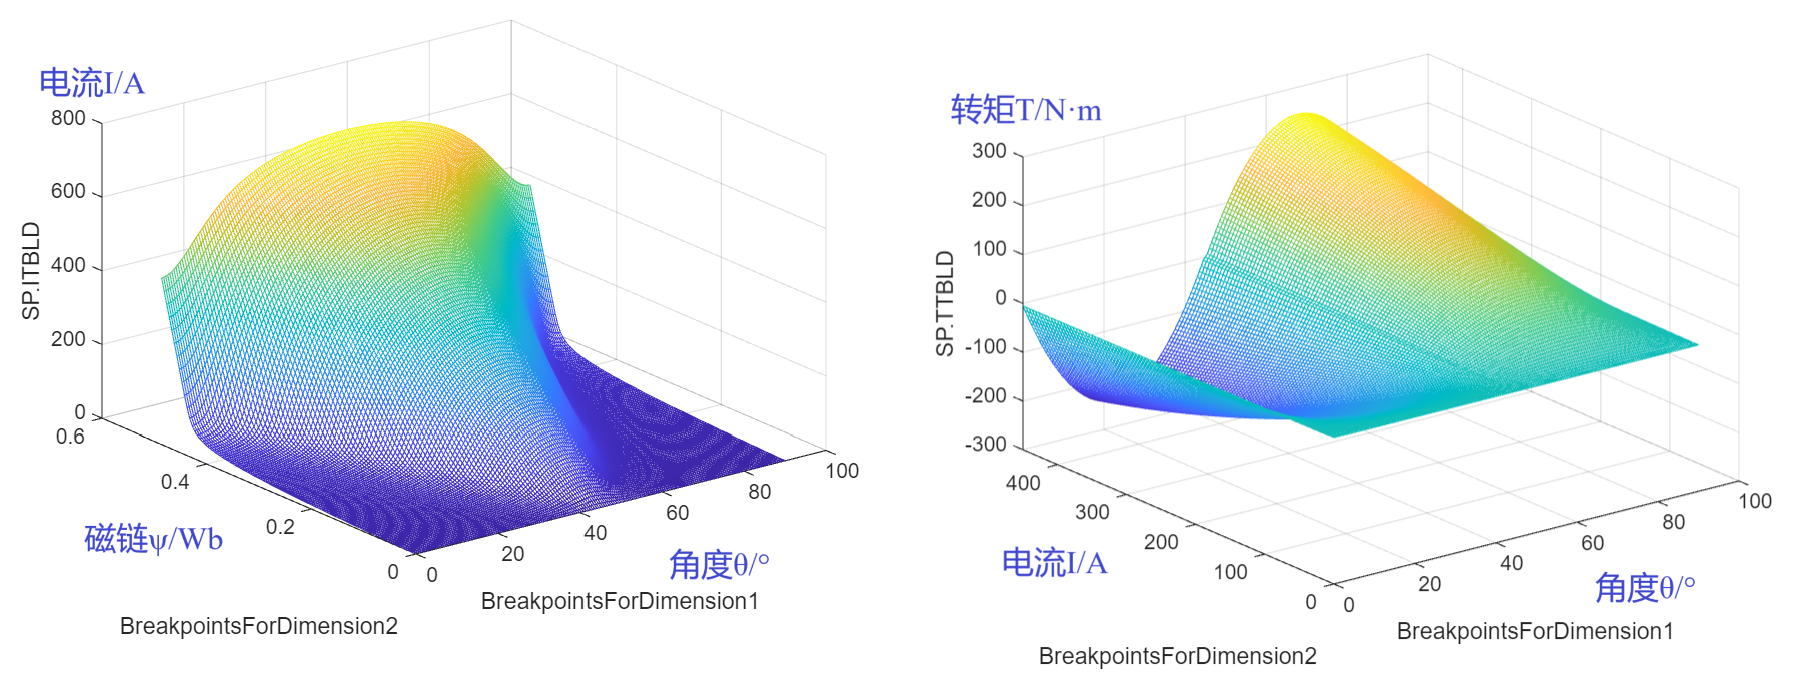 电流I/A
800
600
400
200
0
SP.ITBLD
0.6
0.4
0.2
0
磁链ψ/Wb
BreakpointsForDimension2
0
20
40
60
80
100
角度θ/°
BreakpointsForDimension1
转矩T/N·m
300
200
100
0
-100
-200
-300
SP.TTBLD
400
300
200
100
0
电流I/A
BreakpointsForDimension2
0
20
40
60
80
100
角度θ/°
BreakpointsForDimension1